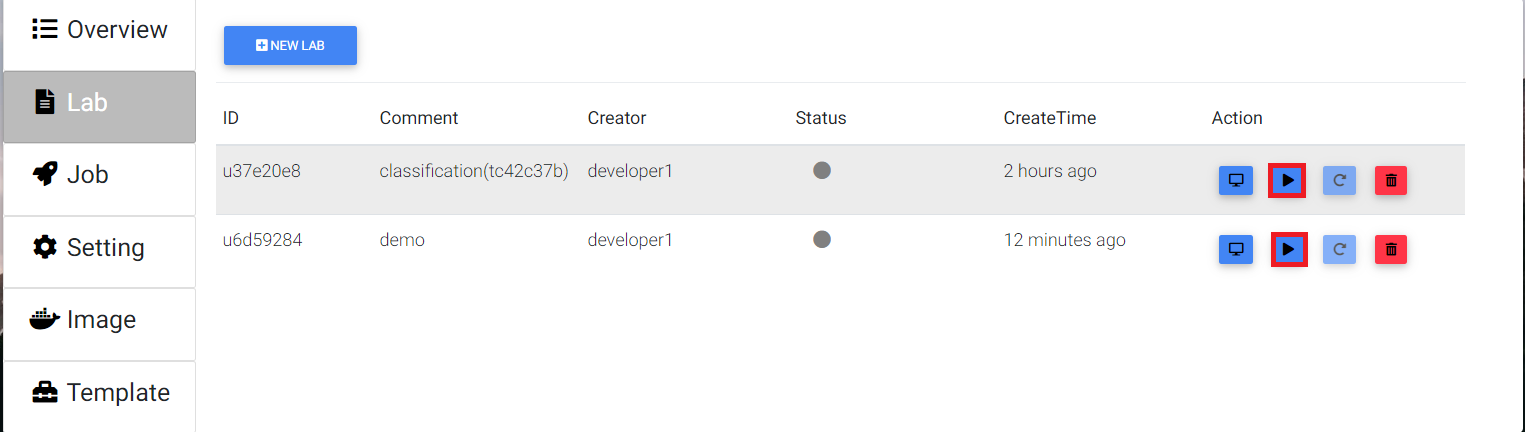 Overview
Lab
Job
Setting
Image
Template
NEW LAB
ID Comment Creator Status CreateTime Action
u37e20e8 classification(tc42c37b) developer1 2 hours ago
u6d59284 demo developer1 12 minutes ago